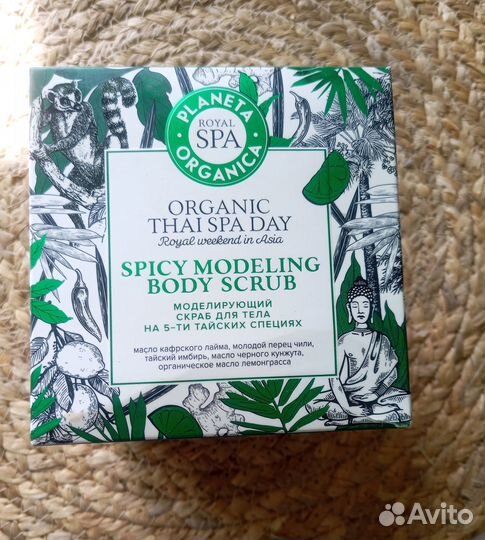 PLANETA
ROYAL
SPA
ORGANICA
ORGANIC
THAI SPA DAY
Royal weekend in Asia
SPICY MODELING
BODY SCRUB
МОДЕЛИРУЮЩИЙ
СКРАБ ДЛЯ ТЕЛА
НА 5-ТИ ТАЙСКИХ СПЕЦИЯХ
масло кафрского лайма, молодой перец чили,
тайский имбирь, масло черного кунжута,
органическое масло лемонграсса
Avito